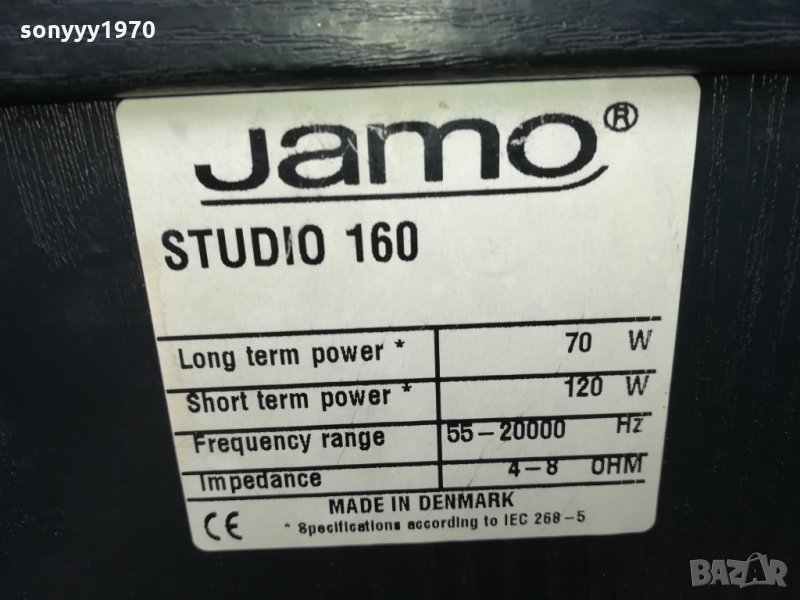 sonyyy1970
Jamo®
STUDIO 160
Long term power * 70 W
Short term power * 120 W
Frequency range 55-20000 Hz
Impedance 4-8 OHM
MADE IN DENMARK
CE * Specifications according to IEC 268-5
BAZAR